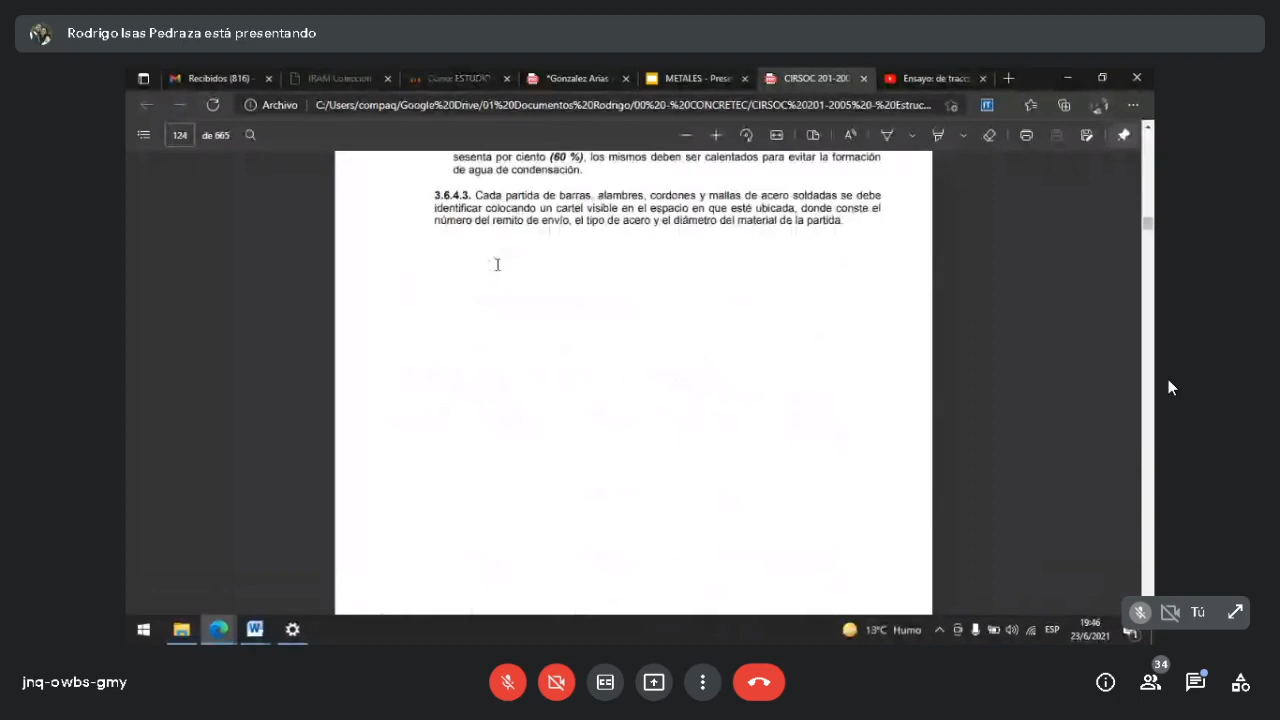 Rodrigo Isas Pedraza está presentando
Recibidos (816) -
IRAM Colección
Curso: ESTUDIO
*Gonzalez Arias -
METALES - Prese
CIRSOC 201-200
Ensayo: de tracc
Archivo
C:/Users/compaq/Google%20Drive/01%20Documentos%20Rodrigo/00%20-%20CONCRETEC/CIRSOC%20201-2005%20-%20Estruc...
124 de 665
sesenta por ciento (60 %), los mismos deben ser calentados para evitar la formación
de agua de condensación.
3.6.4.3. Cada partida de barras, alambres, cordones y mallas de acero soldadas se debe
identificar colocando un cartel visible en el espacio en que esté ubicada, donde conste el
número del remito de envío, el tipo de acero y el diámetro del material de la partida.
Tú
13°C Humo
ESP
19:46
23/6/2021
jnq-owbs-gmy
34